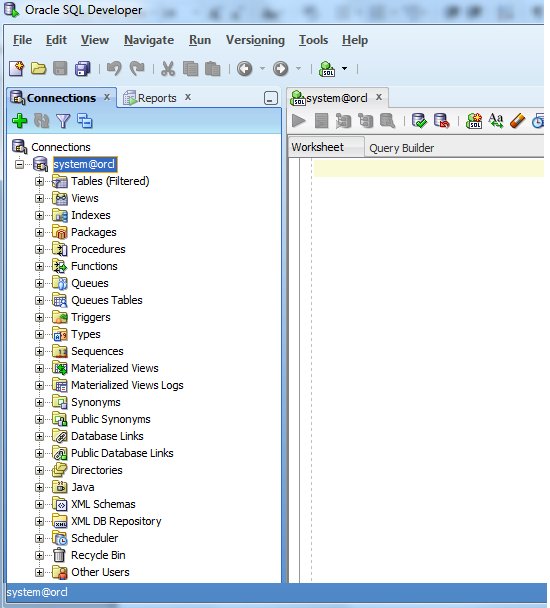 Oracle SQL Developer
File Edit View Navigate Run Versioning Tools Help
Connections x Reports x
system@orcl x
Worksheet Query Builder
Connections
system@orcl
Tables (Filtered)
Views
Indexes
Packages
Procedures
Functions
Queues
Queues Tables
Triggers
Types
Sequences
Materialized Views
Materialized Views Logs
Synonyms
Public Synonyms
Database Links
Public Database Links
Directories
Java
XML Schemas
XML DB Repository
Scheduler
Recycle Bin
Other Users
system@orcl